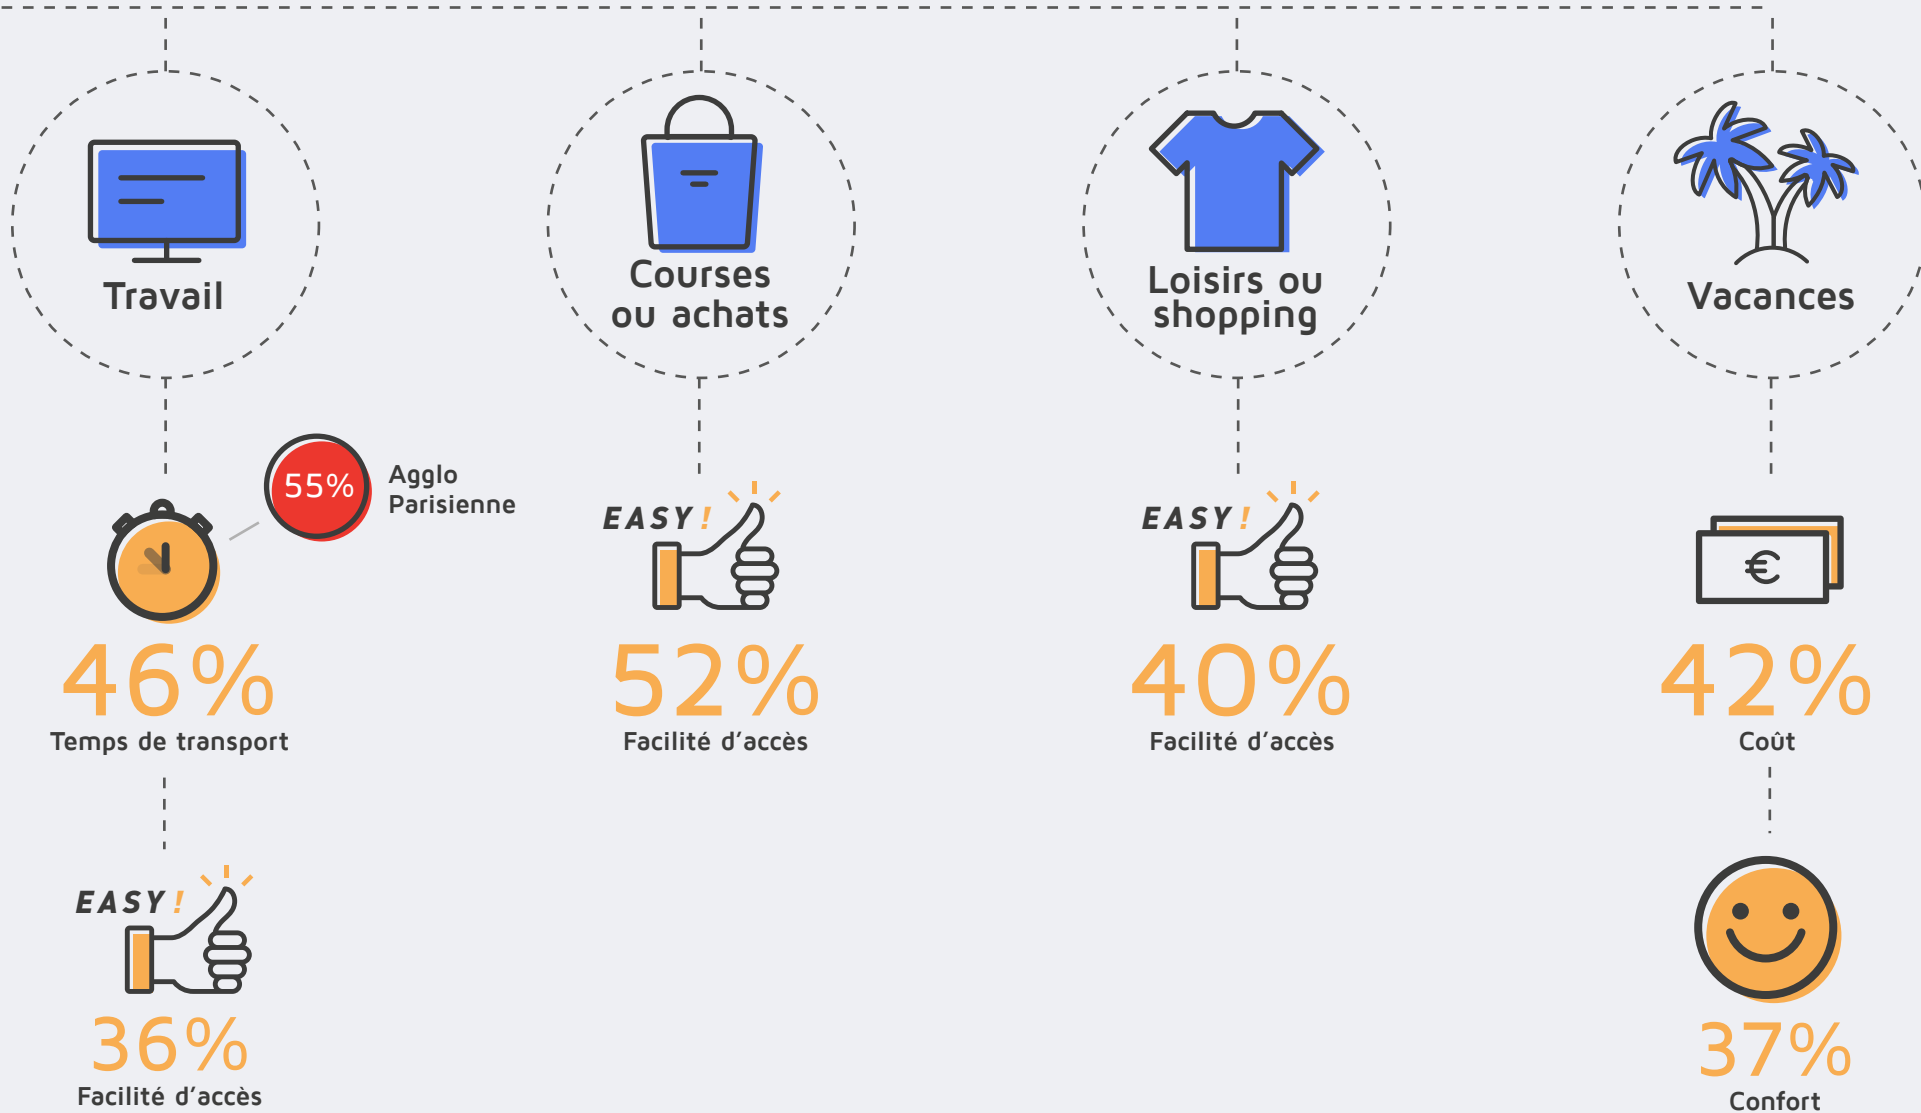 Travail
Courses
ou achats
Loisirs ou
shopping
Vacances
55%
Agglo
Parisienne
EASY !
EASY !
€
46%
Temps de transport
52%
Facilité d’accès
40%
Facilité d’accès
42%
Coût
EASY !
36%
Facilité d’accès
37%
Confort